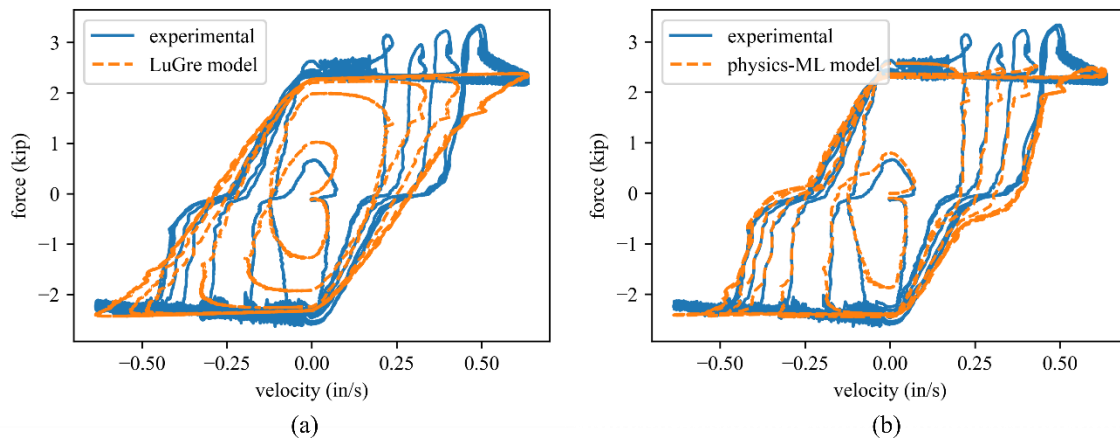 experimental
LuGre model
3
2
1
0
−1
−2
force (kip)
−0.50
−0.25
0.00
0.25
0.50
velocity (in/s)
(a)
experimental
physics-ML model
3
2
1
0
−1
−2
force (kip)
−0.50
−0.25
0.00
0.25
0.50
velocity (in/s)
(b)